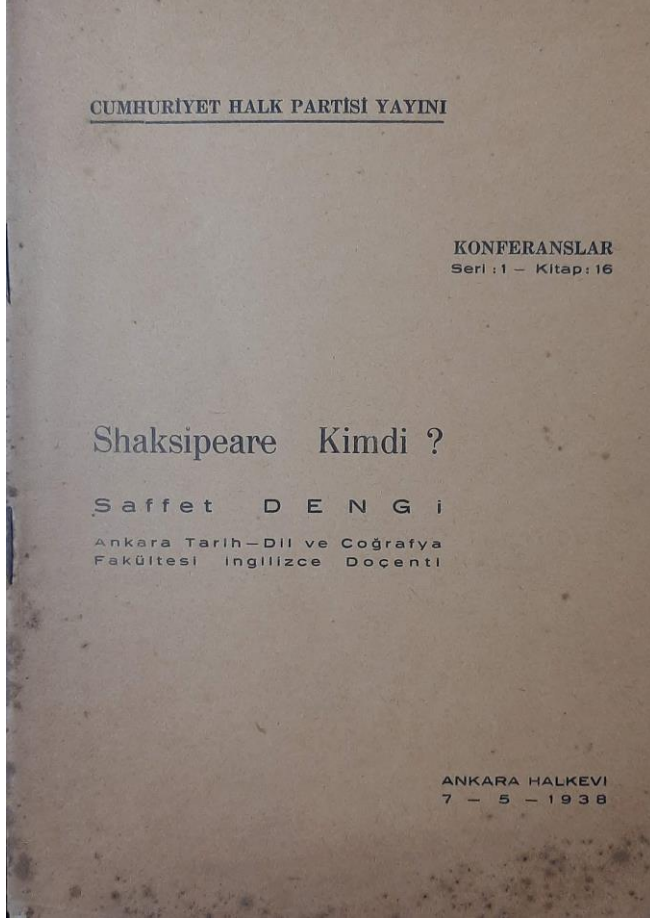 CUMHURİYET HALK PARTİSİ YAYINI
KONFERANSLAR
Seri : 1 — Kitap : 16
Shaksipeare Kimdi ?
Saffet DENGİ
Ankara Tarih—Dil ve Coğrafya
Fakültesi ingilizce Doçenti
ANKARA HALKEVI
7 — 5 — 1938